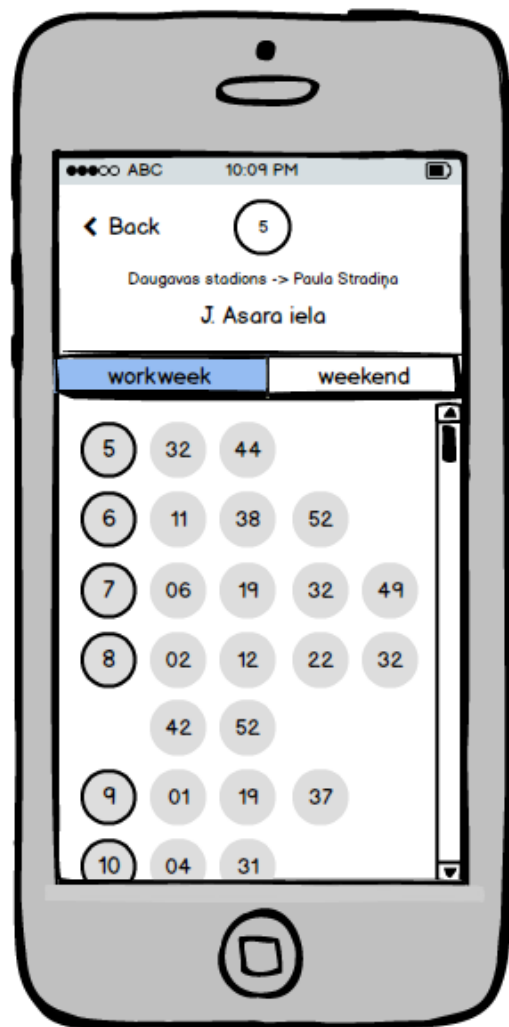 ABC 10:09 PM
Back 5
Daugavas stadions -> Paula Stradiņa
J. Asara iela
workweek weekend
5 32 44
6 11 38 52
7 06 19 32 49
8 02 12 22 32
42 52
9 01 19 37
10 04 31